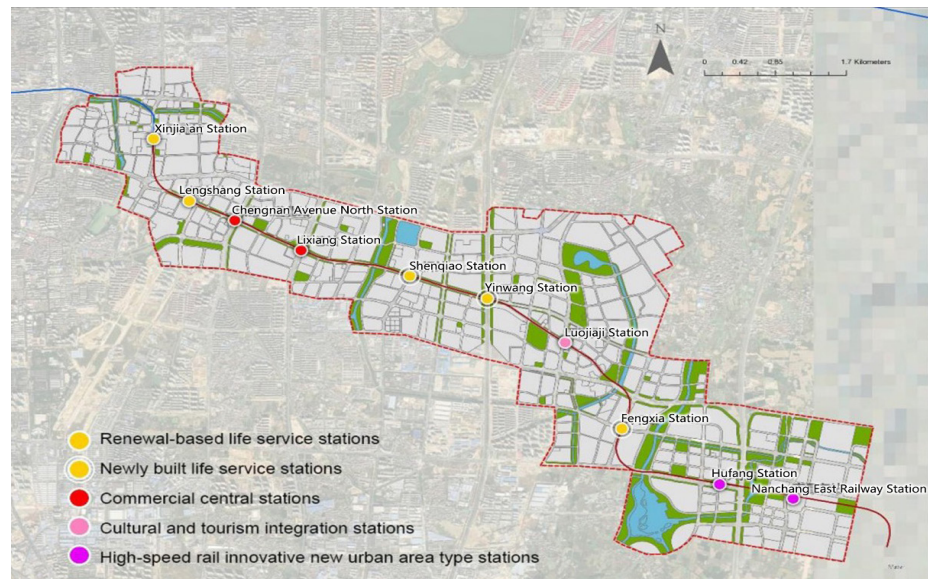 N
0 0.42 0.85 1.7 Kilometers
Xinjia'an Station
Lengshang Station
Chengnan Avenue North Station
Lixiang Station
Shenqiao Station
Yinwang Station
Luojiaji Station
Fengxia Station
Hufang Station
Nanchang East Railway Station
Renewal-based life service stations
Newly built life service stations
Commercial central stations
Cultural and tourism integration stations
High-speed rail innovative new urban area type stations